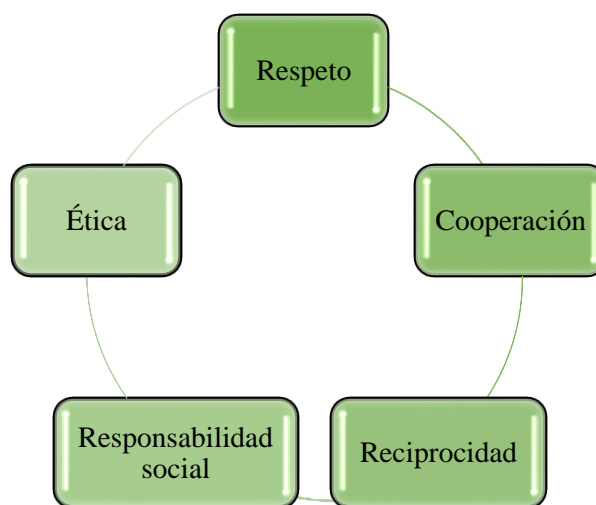 Respeto
Cooperación
Reciprocidad
Responsabilidad
social
Ética